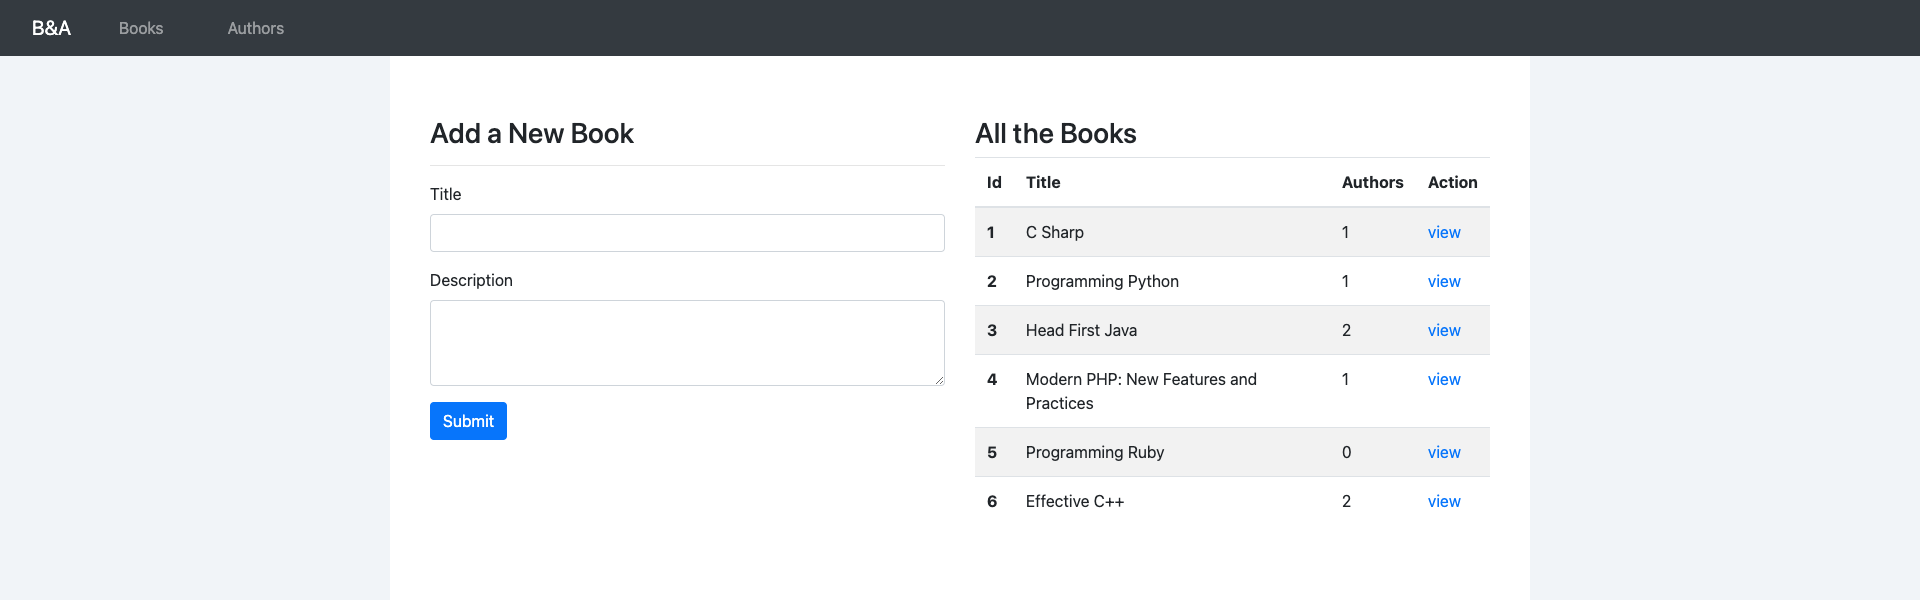 B&A Books Authors
Add a New Book
Title
Description
Submit
All the Books
Id Title Authors Action
1 C Sharp 1 view
2 Programming Python 1 view
3 Head First Java 2 view
4 Modern PHP: New Features and 1 view
Practices
5 Programming Ruby 0 view
6 Effective C++ 2 view